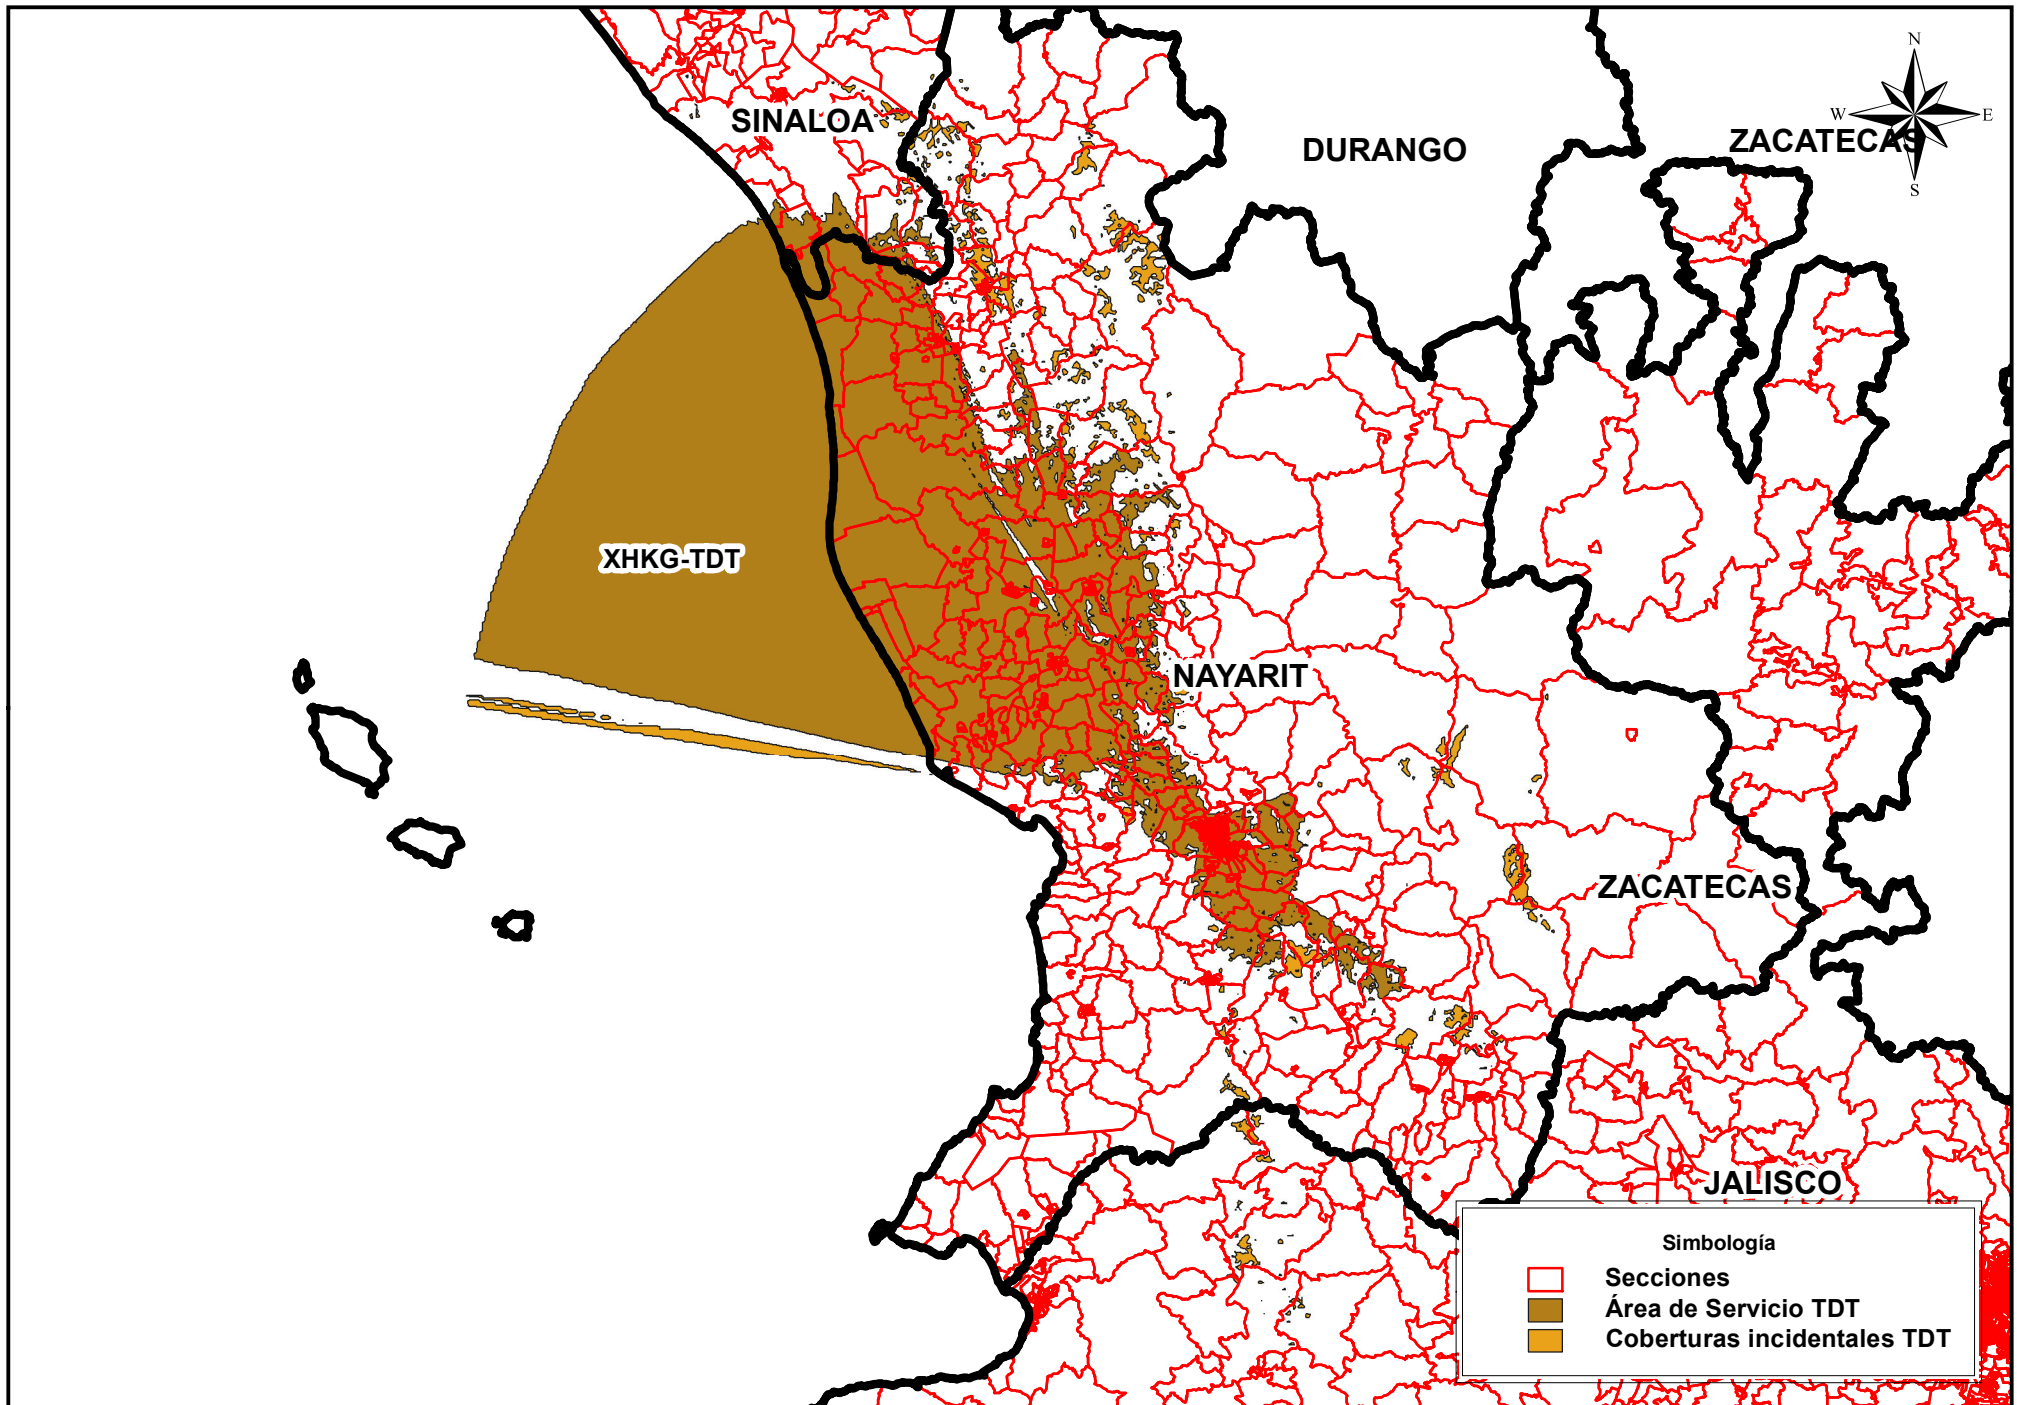 N
W
E
S
SINALOA
DURANGO
ZACATECAS
XHKG-TDT
NAYARIT
ZACATECAS
JALISCO
Simbología
Secciones
Área de Servicio TDT
Coberturas incidentales TDT